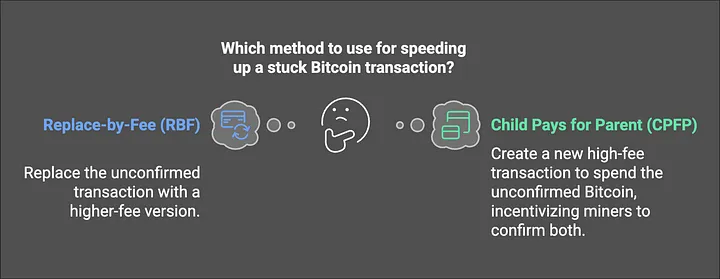 Which method to use for speeding
up a stuck Bitcoin transaction?
Replace-by-Fee (RBF)
Replace the unconfirmed
transaction with a
higher-fee version.
Child Pays for Parent (CPFP)
Create a new high-fee
transaction to spend the
unconfirmed Bitcoin,
incentivizing miners to
confirm both.